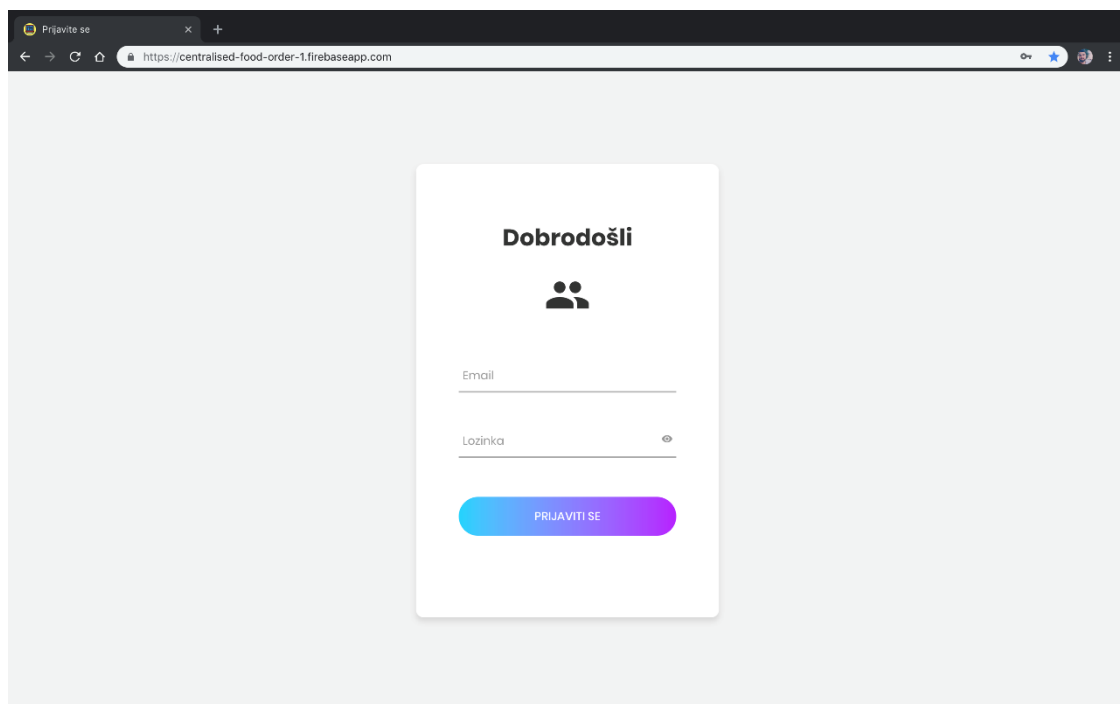 Prijavite se
https://centralised-food-order-1.firebaseapp.com
Dobrodošli
Email
Lozinka
PRIJAVITI SE